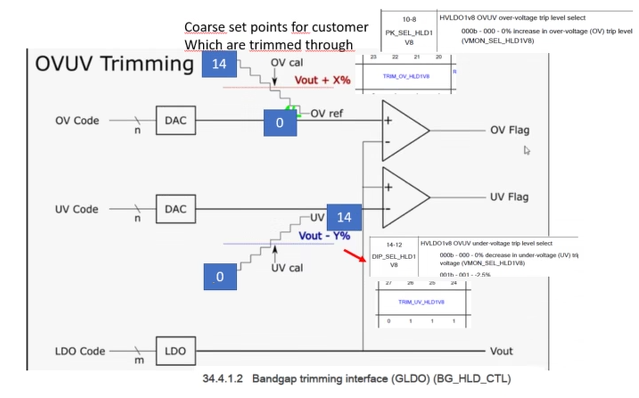 Coarse set points for customer
Which are trimmed through
10-8
PK_SEL_HLD1
V8
HVLDO1v8 OVUV over-voltage trip level select
000b - 000 - 0% increase in over-voltage (OV) trip level
(VMON_SEL_HLD1V8)
OVUV Trimming
14
OV cal
Vout + X%
23 22 21 20
TRIM_OV_HLD1V8
OV Code
n
DAC
0
OV ref
+
-
OV Flag
UV Code
n
DAC
UV
14
+
-
UV Flag
Vout - Y%
0
UV cal
14-12
DIP_SEL_HLD1
V8
HVLDO1v8 OVUV under-voltage trip level select
000b - 000 - 0% decrease in under-voltage (UV) tri
voltage (VMON_SEL_HLD1V8)
001b - 001 - -2.5%
27 26 25 24
TRIM_UV_HLD1V8
0 1 1 1
LDO Code
m
LDO
Vout
34.4.1.2 Bandgap trimming interface (GLDO) (BG_HLD_CTL)